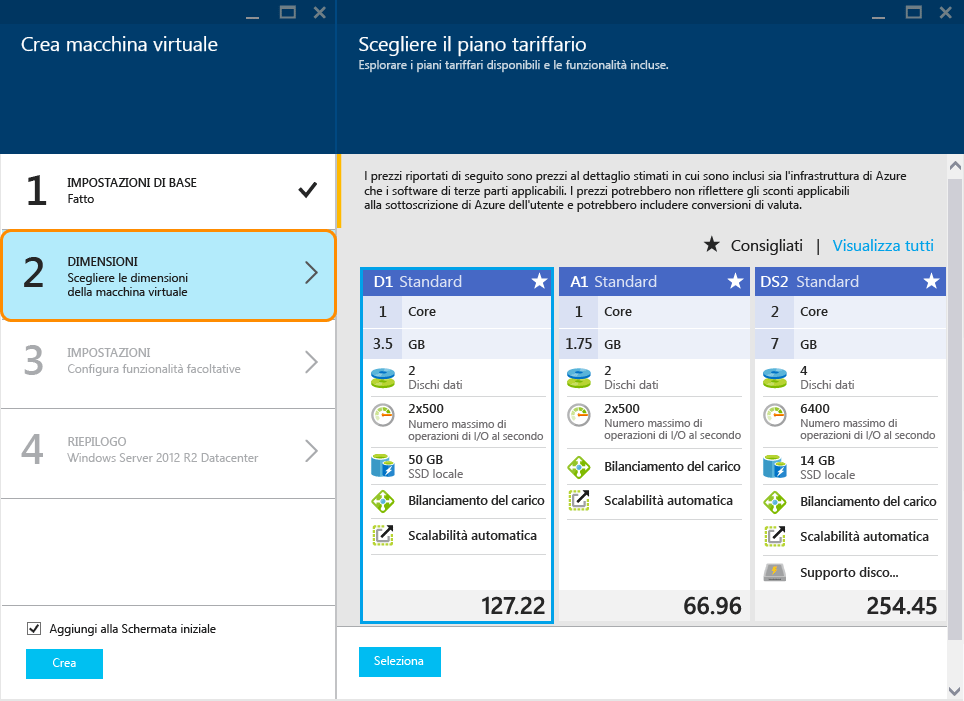 Crea macchina virtuale
1
IMPOSTAZIONI DI BASE
Fatto
2
DIMENSIONI
Scegliere le dimensioni
della macchina virtuale
3
IMPOSTAZIONI
Configura funzionalità facoltative
4
RIEPILOGO
Windows Server 2012 R2 Datacenter
Aggiungi alla Schermata iniziale
Crea
Scegliere il piano tariffario
Esplorare i piani tariffari disponibili e le funzionalità incluse.
I prezzi riportati di seguito sono prezzi al dettaglio stimati in cui sono inclusi sia l'infrastruttura di Azure
che i software di terze parti applicabili. I prezzi potrebbero non riflettere gli sconti applicabili
alla sottoscrizione di Azure dell'utente e potrebbero includere conversioni di valuta.
Consigliati | Visualizza tutti
D1 Standard
1 Core
3.5 GB
2
Dischi dati
2x500
Numero massimo di
operazioni di I/O al secondo
50 GB
SSD locale
Bilanciamento del carico
Scalabilità automatica
127.22
A1 Standard
1 Core
1.75 GB
2
Dischi dati
2x500
Numero massimo di
operazioni di I/O al secondo
Bilanciamento del carico
Scalabilità automatica
66.96
DS2 Standard
2 Core
7 GB
4
Dischi dati
6400
Numero massimo di
operazioni di I/O al secondo
14 GB
SSD locale
Bilanciamento del carico
Scalabilità automatica
Supporto disco...
254.45
Seleziona